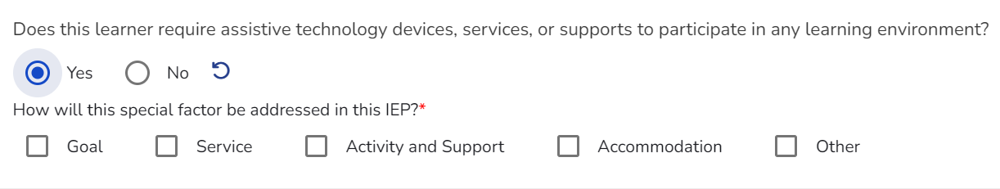 Does this learner require assistive technology devices, services, or supports to participate in any learning environment?
Yes No
How will this special factor be addressed in this IEP?*
Goal Service Activity and Support Accommodation Other